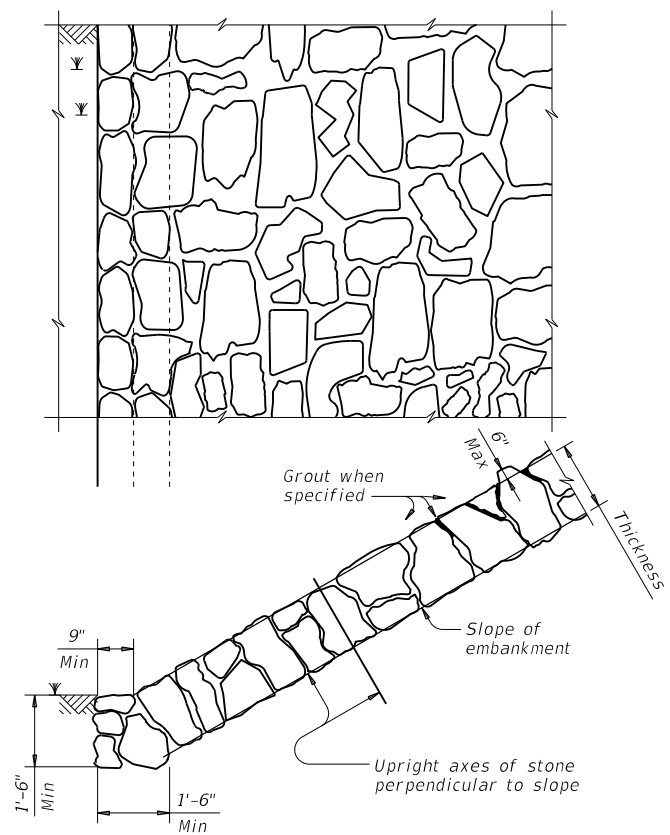 6"
Max
Grout when
specified
Thickness
Slope of
embankment
9"
Min
Upright axes of stone
perpendicular to slope
1'-6"
Min
1'-6"
Min